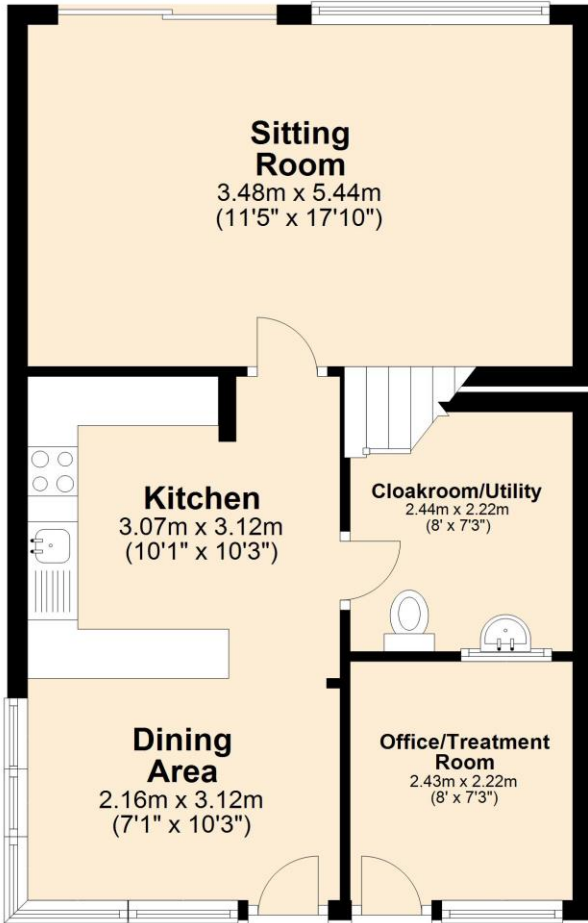 Sitting
Room
3.48m x 5.44m
(11'5" x 17'10")
Kitchen
3.07m x 3.12m
(10'1" x 10'3")
Cloakroom/Utility
2.44m x 2.22m
(8' x 7'3")
Dining
Area
2.16m x 3.12m
(7'1" x 10'3")
Office/Treatment
Room
2.43m x 2.22m
(8' x 7'3")